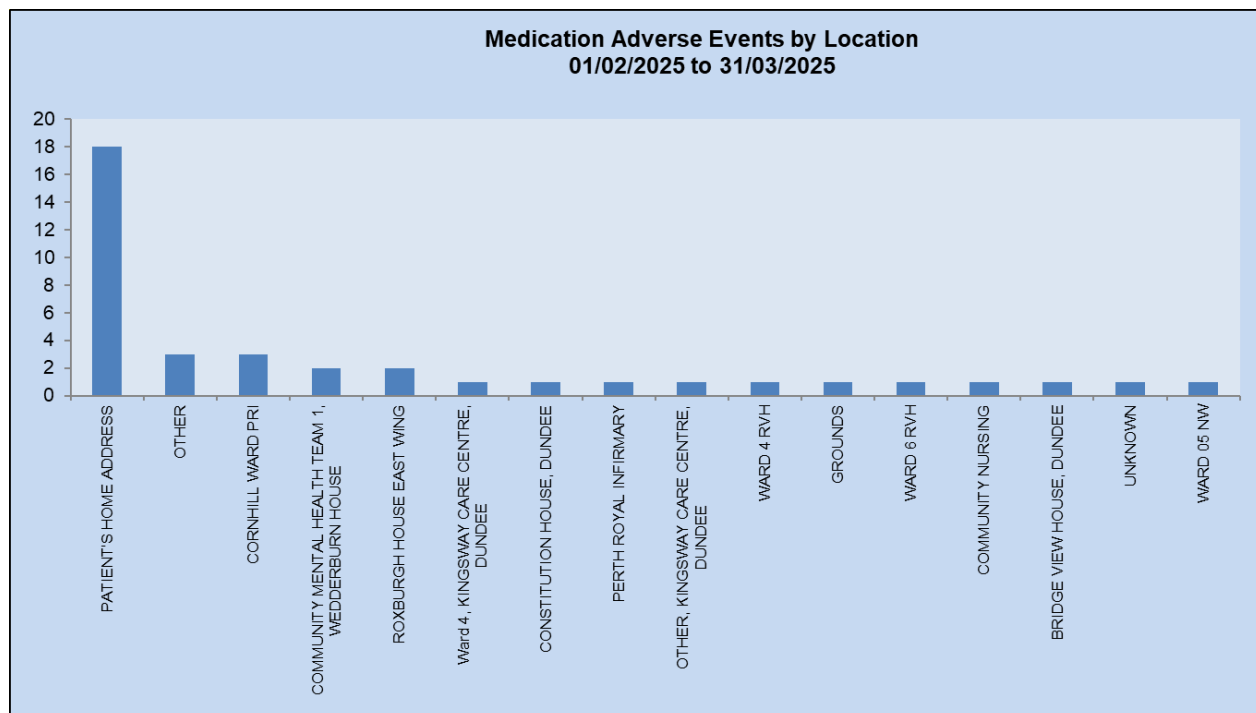 Medication Adverse Events by Location
01/02/2025 to 31/03/2025
20
18
16
14
12
10
8
6
4
2
0
PATIENT'S HOME ADDRESS
OTHER
CORNHILL WARD PRI
COMMUNITY MENTAL HEALTH TEAM 1,
WEDDERBURN HOUSE
ROXBURGH HOUSE EAST WING
Ward 4, KINGSWAY CARE CENTRE,
DUNDEE
CONSTITUTION HOUSE, DUNDEE
PERTH ROYAL INFIRMARY
OTHER, KINGSWAY CARE CENTRE,
DUNDEE
WARD 4 RVH
GROUNDS
WARD 6 RVH
COMMUNITY NURSING
BRIDGE VIEW HOUSE, DUNDEE
UNKNOWN
WARD 05 NW